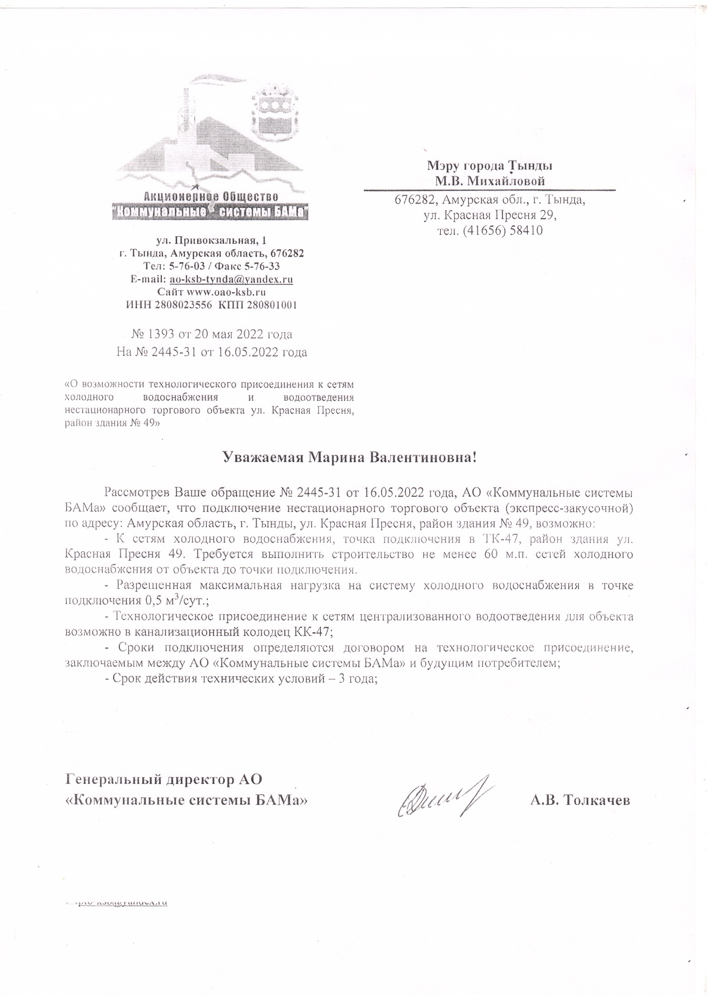 Акционерное Общество
"Коммунальные системы БАМа"
ул. Привокзальная, 1
г. Тында, Амурская область, 676282
Тел: 5-76-03 / Факс 5-76-33
E-mail: ao-ksb-tynda@yandex.ru
Сайт www.oao-ksb.ru
ИНН 2808023556 КПП 280801001
№ 1393 от 20 мая 2022 года
На № 2445-31 от 16.05.2022 года
Мэру города Тынды
М.В. Михайловой
676282, Амурская обл., г. Тында,
ул. Красная Пресня 29,
тел. (41656) 58410
«О возможности технологического присоединения к сетям
холодного водоснабжения и водоотведения
нестационарного торгового объекта ул. Красная Пресня,
район здания № 49»
Уважаемая Марина Валентиновна!
Рассмотрев Ваше обращение № 2445-31 от 16.05.2022 года, АО «Коммунальные системы
БАМа» сообщает, что подключение нестационарного торгового объекта (экспресс-закусочной)
по адресу: Амурская область, г. Тынды, ул. Красная Пресня, район здания № 49, возможно:
- К сетям холодного водоснабжения, точка подключения в ТК-47, район здания ул.
Красная Пресня 49. Требуется выполнить строительство не менее 60 м.п. сетей холодного
водоснабжения от объекта до точки подключения.
- Разрешенная максимальная нагрузка на систему холодного водоснабжения в точке
подключения 0,5 м³/сут.;
- Технологическое присоединение к сетям централизованного водоотведения для объекта
возможно в канализационный колодец КК-47;
- Сроки подключения определяются договором на технологическое присоединение,
заключаемым между АО «Коммунальные системы БАМа» и будущим потребителем;
- Срок действия технических условий – 3 года;
Генеральный директор АО
«Коммунальные системы БАМа»
А.В. Толкачев